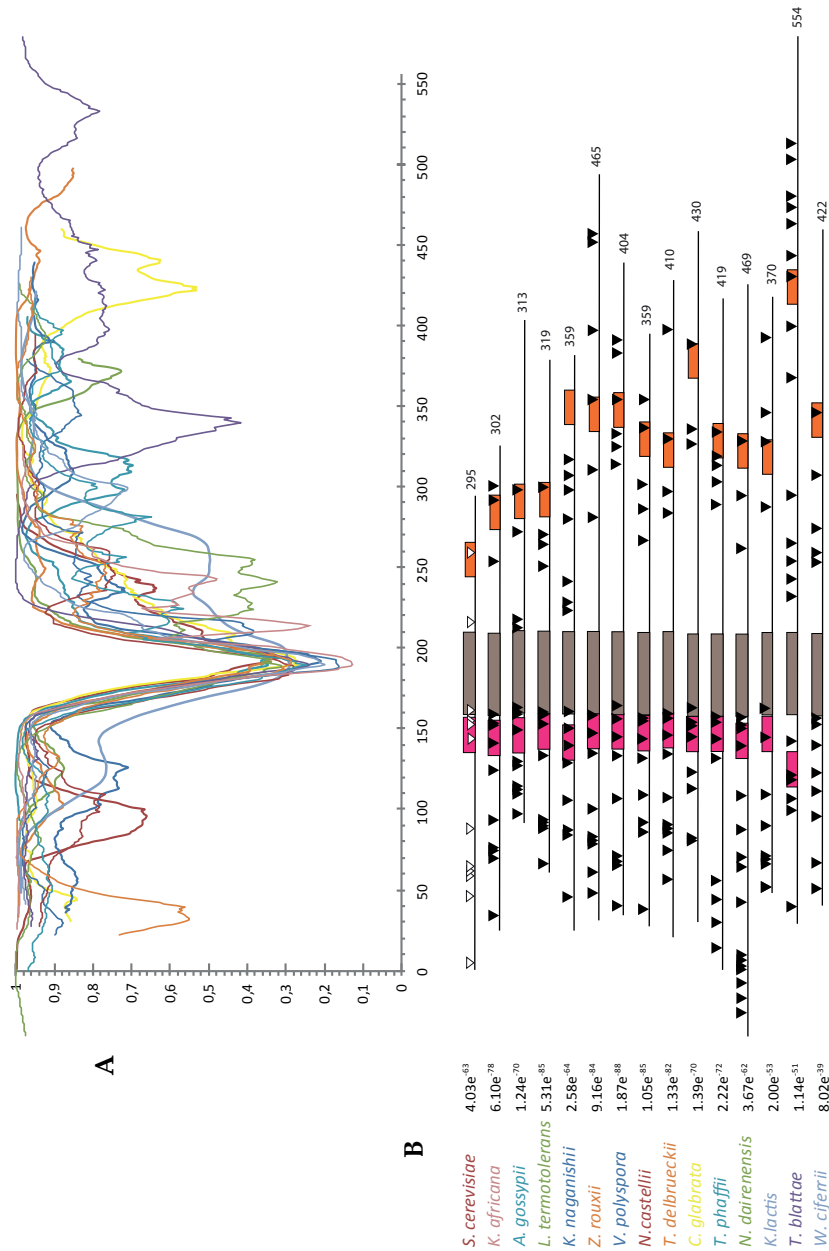 A
1
0,9
0,8
0,7
0,6
0,5
0,4
0,3
0,2
0,1
0
0
50
100
150
200
250
300
350
400
450
500
550
B
S. cerevisiae 4.03e-63 295
K. africana 6.10e-78 302
A. gossypii 1.24e-70 313
L. termotolerans 5.31e-85 319
K. naganishii 2.58e-64 359
Z. rouxii 9.16e-84 465
V. polyspora 1.87e-88 404
N.castellii 1.05e-85 359
T. delbrueckii 1.33e-82 410
C. glabrata 1.39e-70 430
T. phaffii 2.22e-72 419
N. dairenensis 3.67e-62 469
K.lactis 2.00e-53 370
T. blattae 1.14e-51 554
W. ciferrii 8.02e-39 422